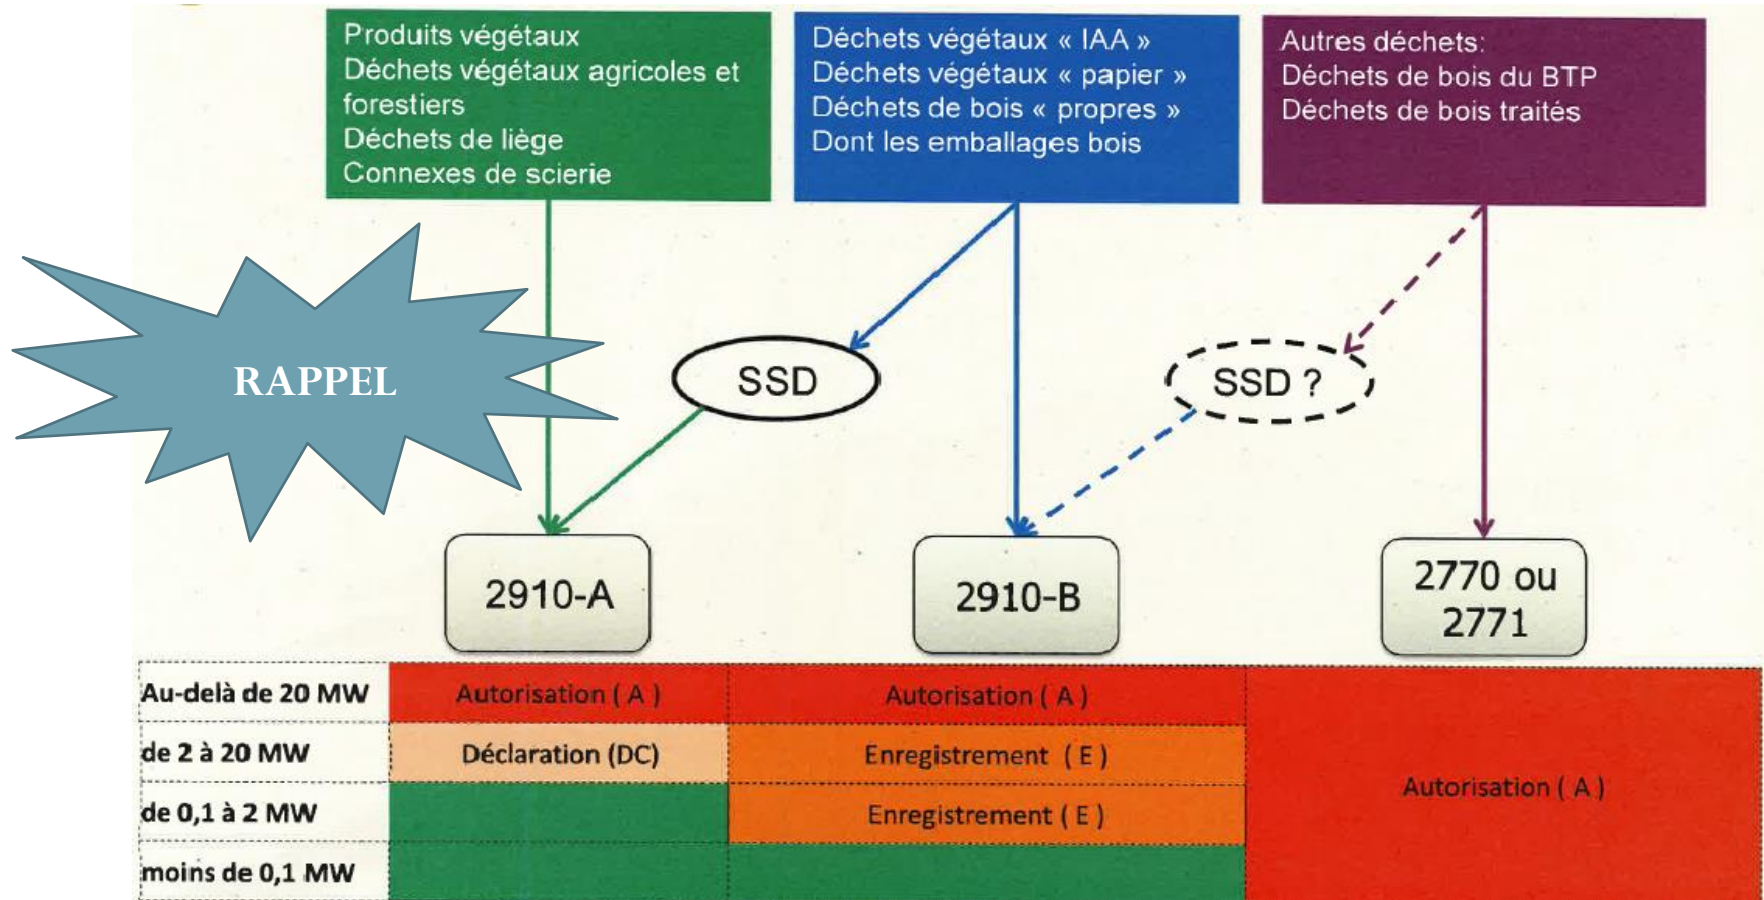 Produits végétaux
Déchets végétaux agricoles et
forestiers
Déchets de liège
Connexes de scierie
Déchets végétaux « IAA »
Déchets végétaux « papier »
Déchets de bois « propres »
Dont les emballages bois
Autres déchets:
Déchets de bois du BTP
Déchets de bois traités
RAPPEL
SSD
SSD ?
2910-A
2910-B
2770 ou
2771
Au-delà de 20 MW
Autorisation ( A )
Autorisation ( A )
de 2 à 20 MW
Déclaration (DC)
Enregistrement ( E )
Autorisation ( A )
de 0,1 à 2 MW
Enregistrement ( E )
moins de 0,1 MW